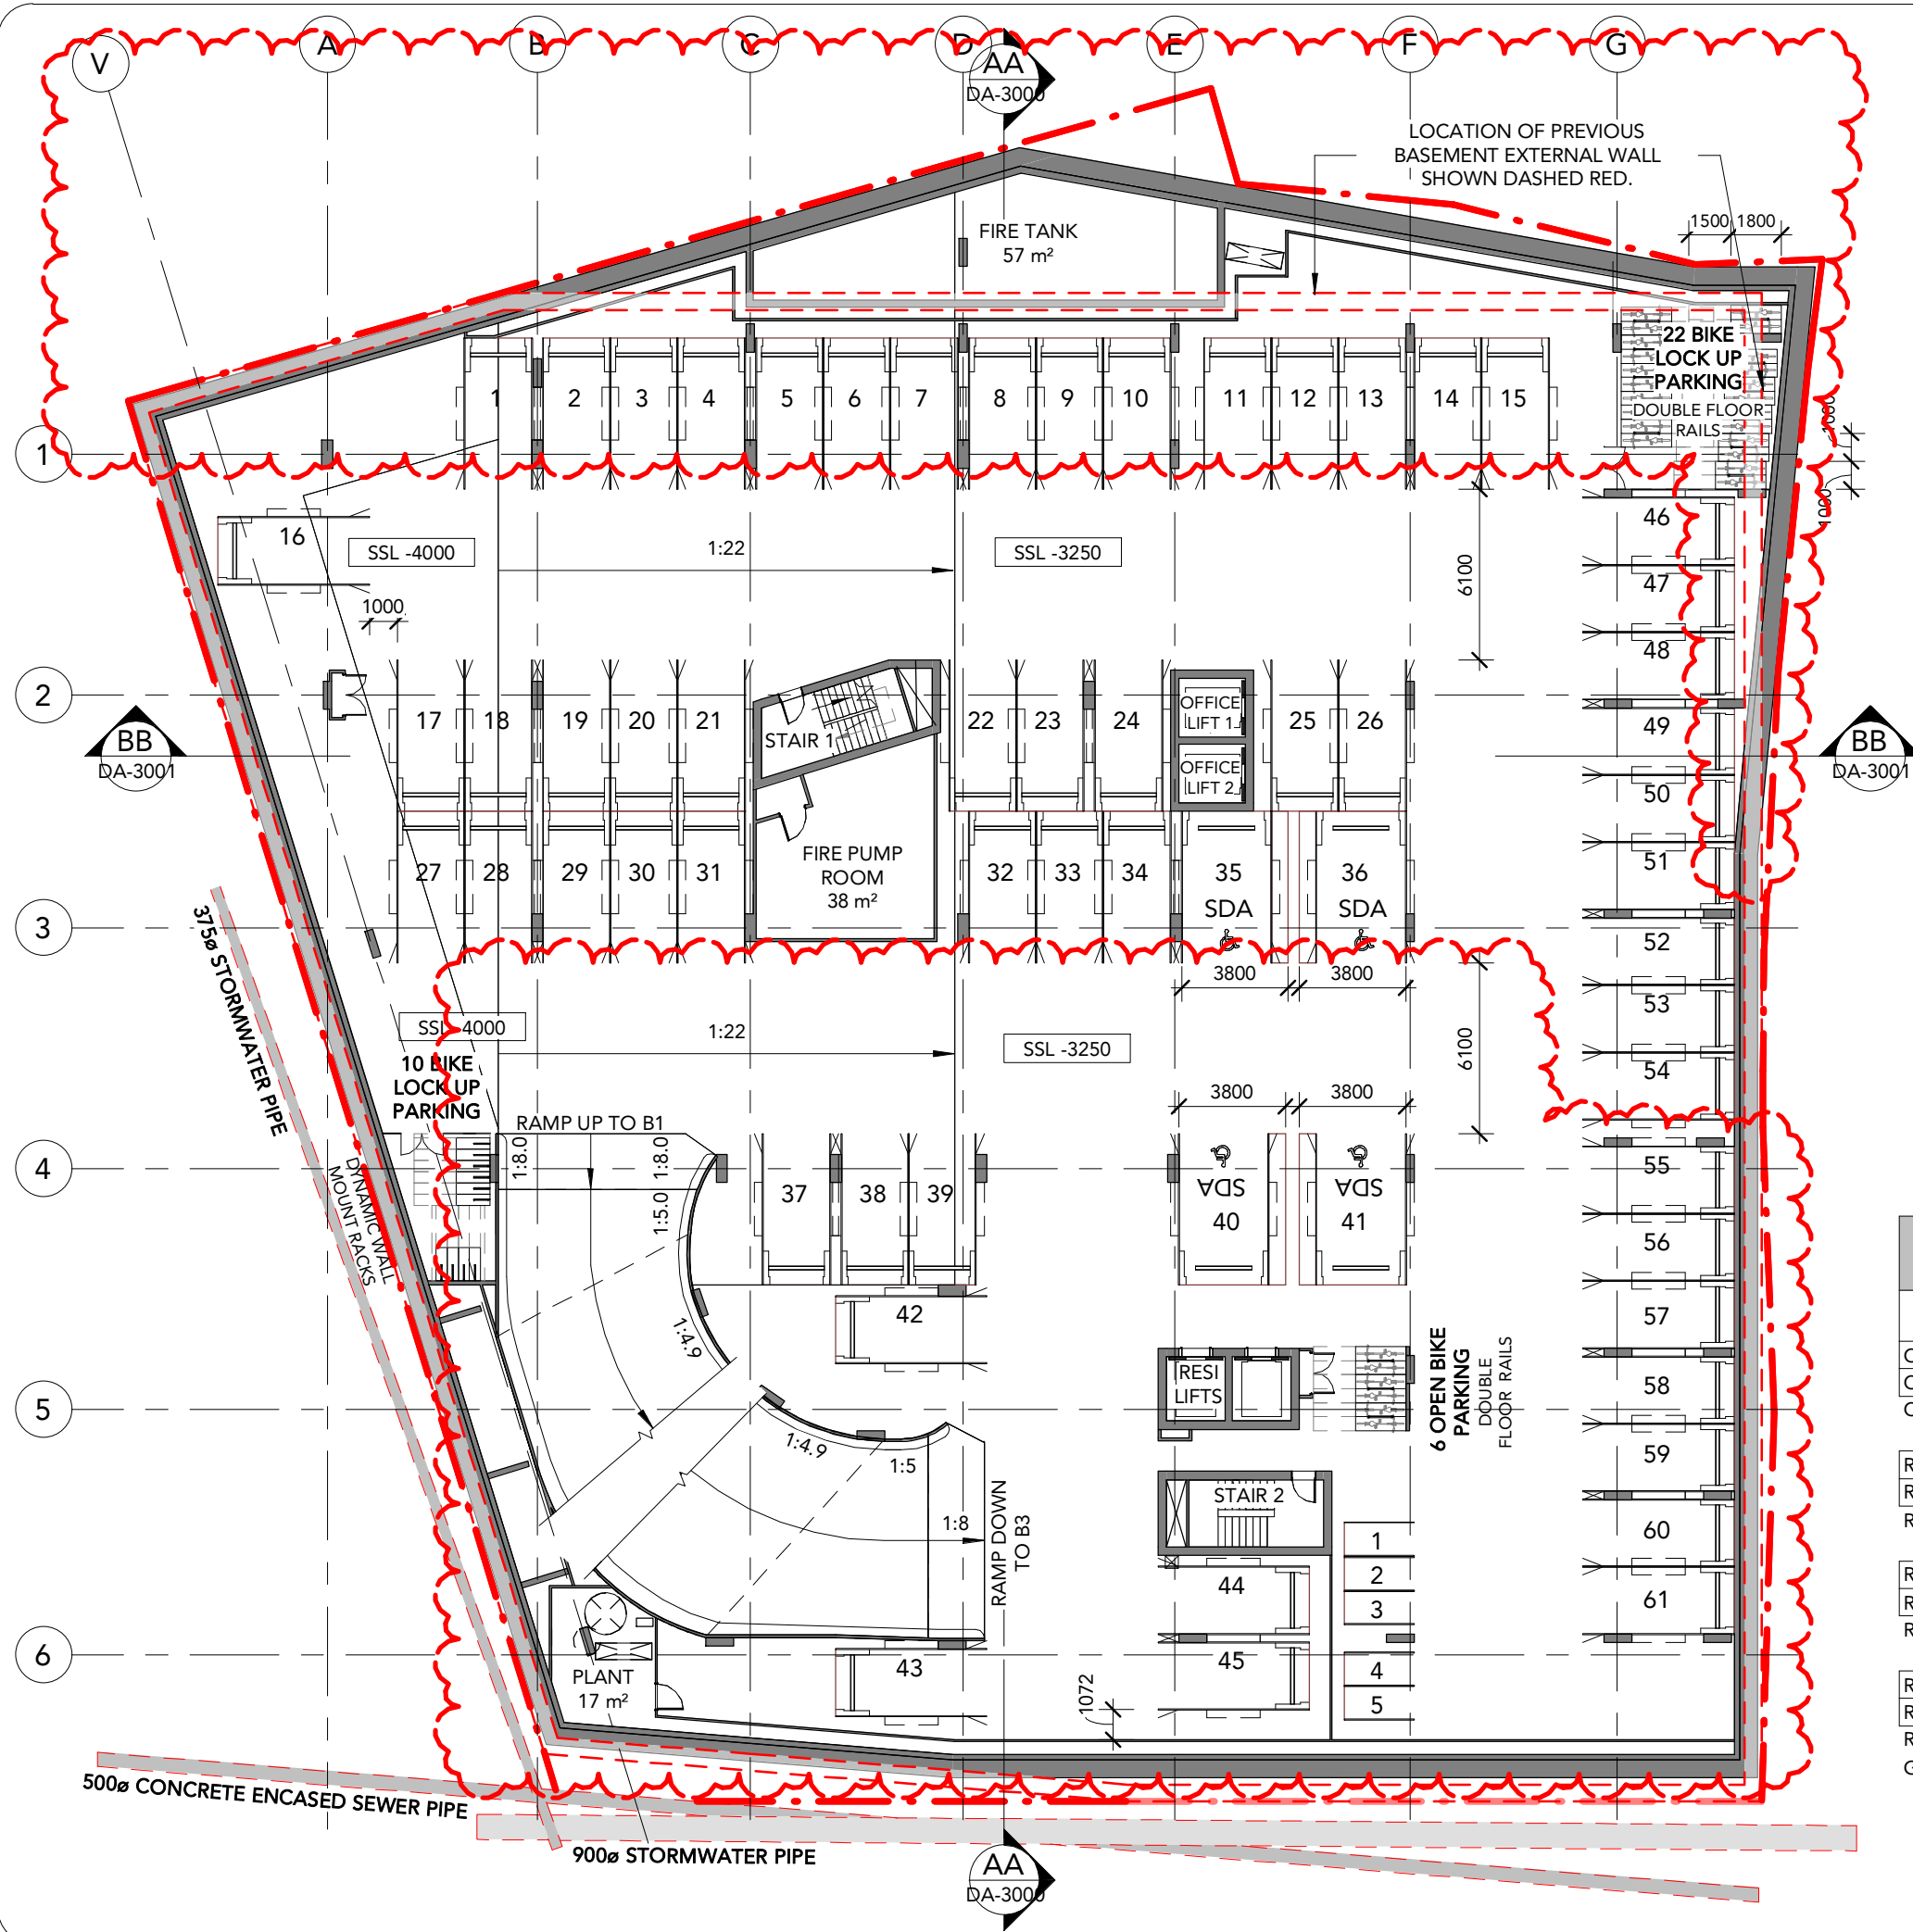 V
A
B
C
D
E
F
G
AA
DA-3000
LOCATION OF PREVIOUS
BASEMENT EXTERNAL WALL
SHOWN DASHED RED.
1500
1800
FIRE TANK
57 m²
22 BIKE
LOCK UP
PARKING
DOUBLE FLOOR
RAILS
1000
1000
1
1
2
3
4
5
6
7
8
9
10
11
12
13
14
15
16
SSL -4000
1:22
SSL -3250
6100
1000
46
47
48
49
50
51
52
53
54
55
56
57
58
59
60
61
2
BB
DA-3001
BB
DA-3001
17
18
19
20
21
STAIR 1
22
23
24
OFFICE
LIFT 1
OFFICE
LIFT 2
25
26
27
28
29
30
31
FIRE PUMP
ROOM
38 m²
32
33
34
35
SDA
36
SDA
3
375ø STORMWATER PIPE
3800
3800
SSL -4000
1:22
SSL -3250
6100
10 BIKE
LOCK UP
PARKING
DYNAMIC WALL
MOUNT RACKS
RAMP UP TO B1
1:8.0
1:8.0
1:5.0
1:4.9
3800
3800
4
37
38
39
SDA
40
SDA
41
42
RESI
LIFTS
6 OPEN BIKE
PARKING
DOUBLE
FLOOR RAILS
5
1:4.9
1:5
1:8
RAMP DOWN
TO B3
STAIR 2
44
45
1
2
3
4
5
6
PLANT
17 m²
43
1072
500ø CONCRETE ENCASED SEWER PIPE
900ø STORMWATER PIPE
AA
DA-3000
R
R
R
R
R
R
R
R
R
G